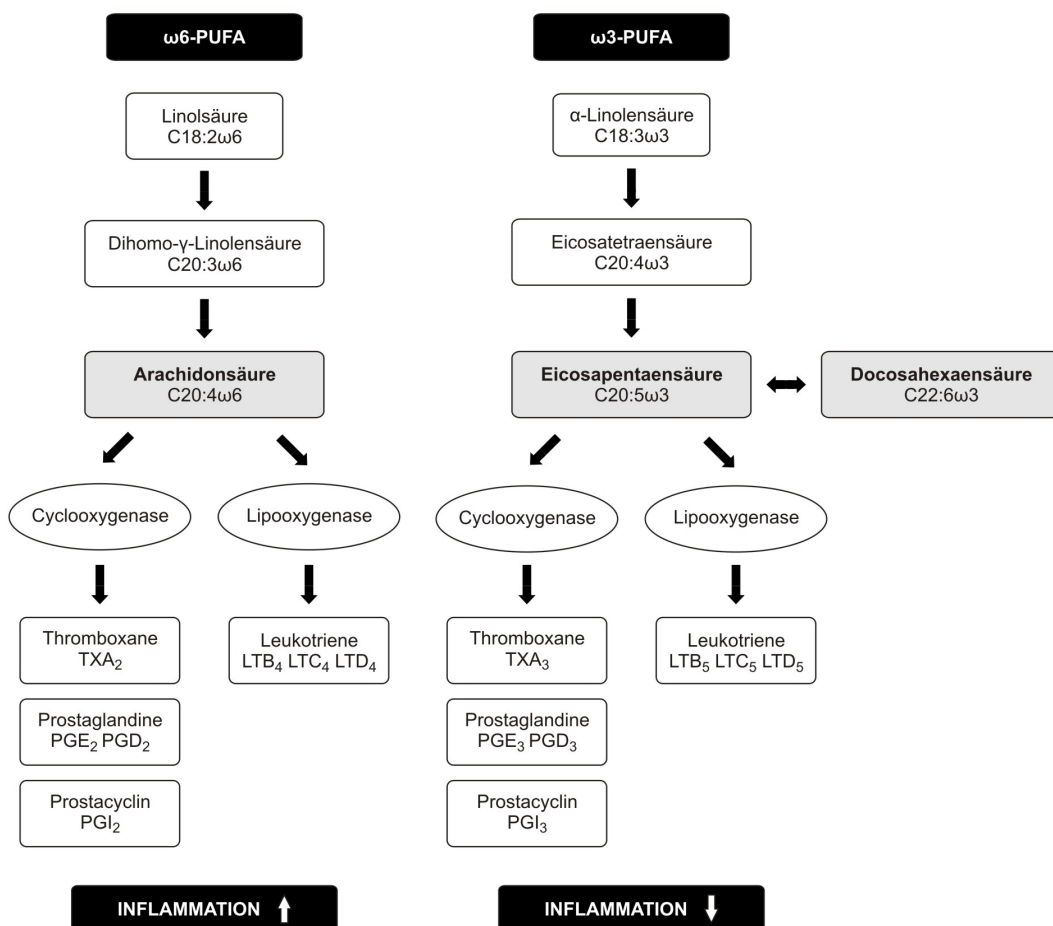 ω6-PUFA
Linolsäure
C18:2ω6
Dihomo-γ-Linolensäure
C20:3ω6
Arachidonsäure
C20:4ω6
Cyclooxygenase
Lipooxygenase
Thromboxane
TXA₂
Leukotriene
LTB₄ LTC₄ LTD₄
Prostaglandine
PGE₂ PGD₂
Prostacyclin
PGI₂
INFLAMMATION
ω3-PUFA
α-Linolensäure
C18:3ω3
Eicosatetraensäure
C20:4ω3
Eicosapentaensäure
C20:5ω3
Docosahexaensäure
C22:6ω3
Cyclooxygenase
Lipooxygenase
Thromboxane
TXA₃
Leukotriene
LTB₅ LTC₅ LTD₅
Prostaglandine
PGE₃ PGD₃
Prostacyclin
PGI₃
INFLAMMATION